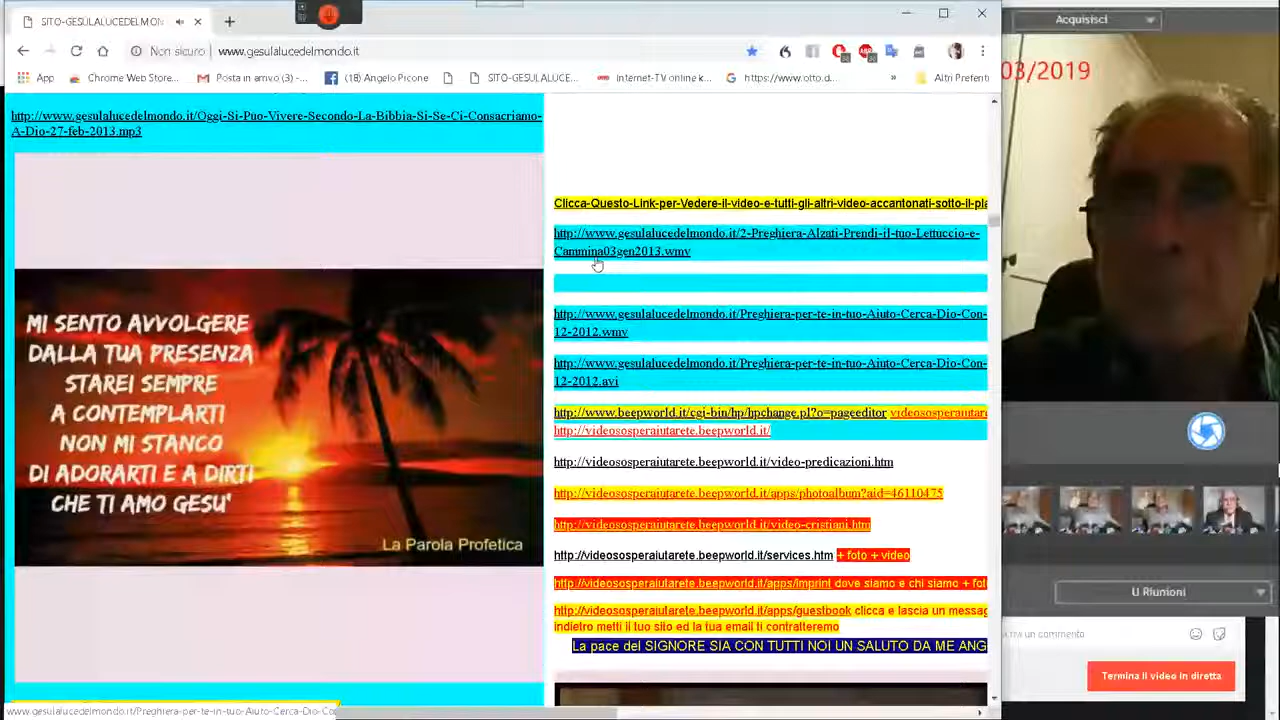 SITO-GESULALUCEDELMON
Acquisisci
Non sicuro
www.gesulalucedelmondo.it
03/2019
App
Chrome Web Store...
Posta in arrivo (3) -...
(18) Angelo Picone
SITO-GESULALUCE...
Internet-TV online k...
https://www.otto.d...
»
Altri Preferiti
http://www.gesulalucedelmondo.it/Oggi-Si-Puo-Vivere-Secondo-La-Bibbia-Si-Se-Ci-Consacriamo-
A-Dio-27-feb-2013.mp3
MI SENTO AVVOLGERE
DALLA TUA PRESENZA
STAREI SEMPRE
A CONTEMPLARTI
NON MI STANCO
DI ADORARTI E A DIRTI
CHE TI AMO GESU'
La Parola Profetica
Clicca-Questo-Link-per-Vedere-il-video-e-tutti-gli-altri-video-accantonati-sotto-il-pla
http://www.gesulalucedelmondo.it/2-Preghiera-Alzati-Prendi-il-tuo-Lettuccio-e-
Cammina03gen2013.wmv
http://www.gesulalucedelmondo.it/Preghiera-per-te-in-tuo-Aiuto-Cerca-Dio-Con-
12-2012.wmv
http://www.gesulalucedelmondo.it/Preghiera-per-te-in-tuo-Aiuto-Cerca-Dio-Con-
12-2012.avi
http://www.beepworld.it/cgi-bin/hp/hpchange.pl?o=pageeditor videososperaiutare
http://videososperaiutarete.beepworld.it/
http://videososperaiutarete.beepworld.it/video-predicazioni.htm
http://videososperaiutarete.beepworld.it/apps/photoalbum?aid=46110475
http://videososperaiutarete.beepworld.it/video-cristiani.htm
http://videososperaiutarete.beepworld.it/services.htm + foto + video
http://videososperaiutarete.beepworld.it/apps/imprint dove siamo e chi siamo + fot
http://videososperaiutarete.beepworld.it/apps/guestbook clicca e lascia un messag
indietro metti il tuo sito ed la tua email ti contratteremo
La pace del SIGNORE SIA CON TUTTI NOI UN SALUTO DA ME ANG
www.gesulalucedelmondo.it/Preghiera-per-te-in-tuo-Aiuto-Cerca-Dio-Co
U Riunioni
un commento
Termina il video in diretta